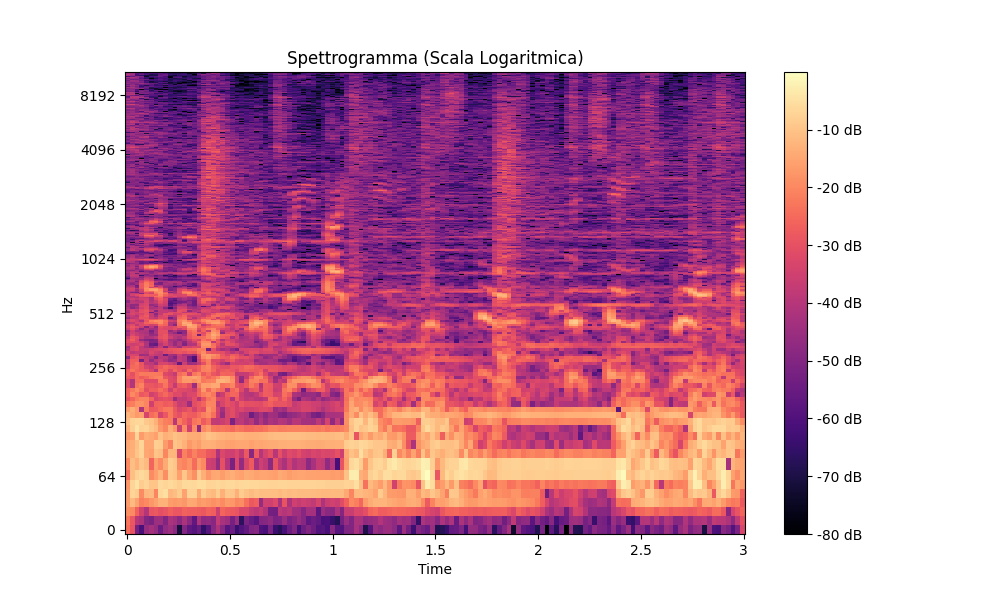 Spettrogramma (Scala Logaritmica)
Hz
8192
4096
2048
1024
512
256
128
64
0
0
0.5
1
1.5
2
2.5
3
Time
-10 dB
-20 dB
-30 dB
-40 dB
-50 dB
-60 dB
-70 dB
-80 dB